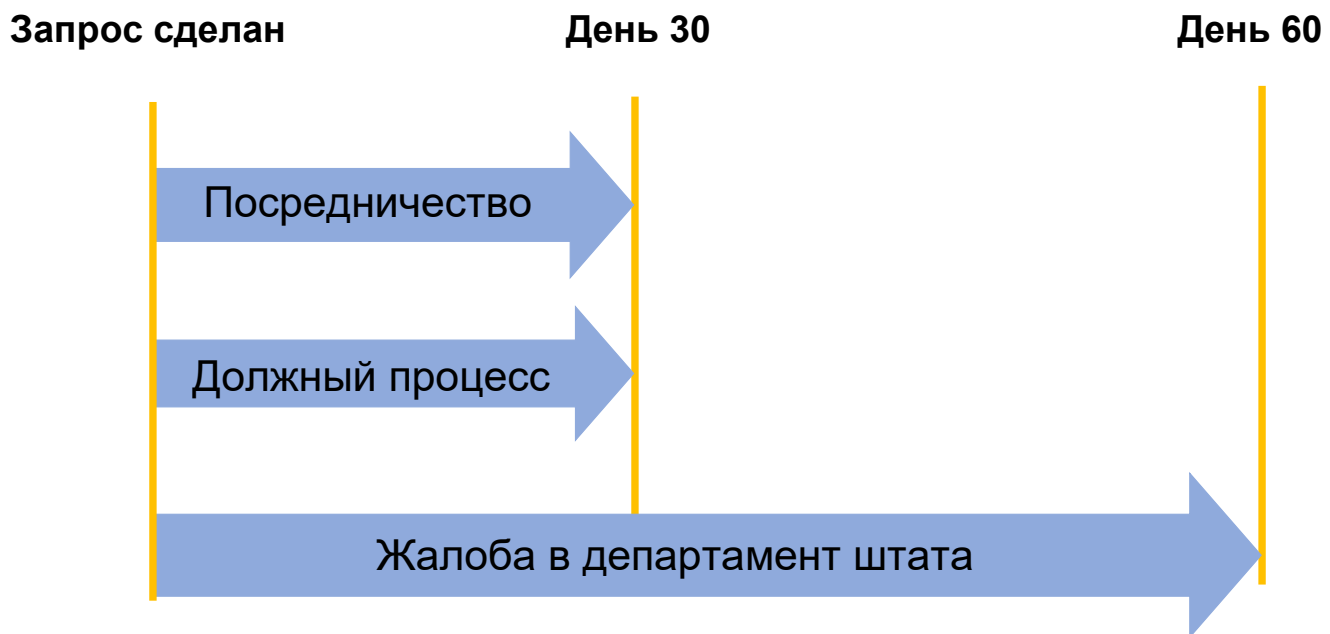 Запрос сделан День 30 День 60
Посредничество
Должный процесс
Жалоба в департамент штата